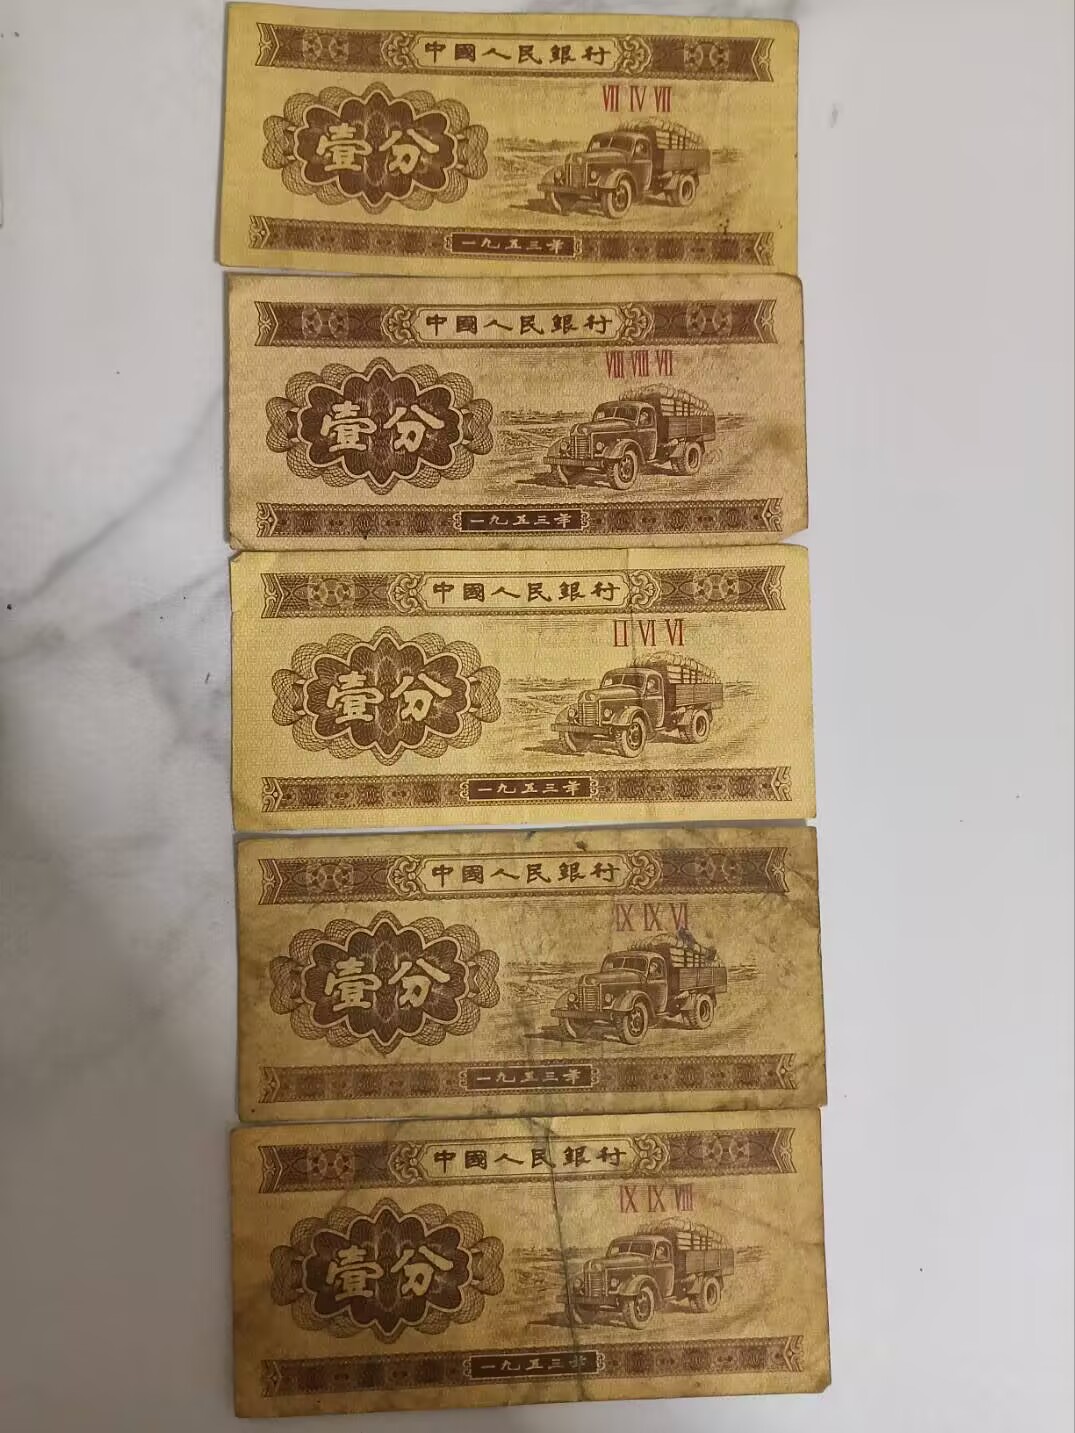 中國人民銀行
VII IV VII
壹分
一九五三年
中國人民銀行
VIII VIII VII
壹分
一九五三年
中國人民銀行
II VI VI
壹分
一九五三年
中國人民銀行
IX IX VI
壹分
一九五三年
中國人民銀行
IX IX VIII
壹分
一九五三年